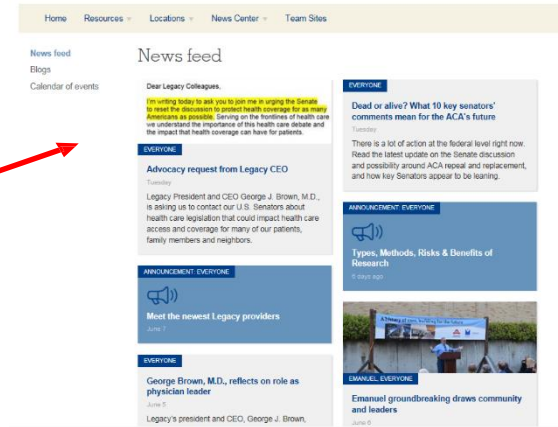 Home Resources Locations News Center Team Sites
News feed
Blogs
Calendar of events
News feed
Dear Legacy Colleagues,
I'm writing today to ask you to join me in urging the Senate
to reset the discussion to protect health coverage for as many
Americans as possible. Serving on the frontlines of health care
we understand the importance of this health care debate and
the impact that health coverage can have for patients.
EVERYONE
Advocacy request from Legacy CEO
Tuesday
Legacy President and CEO George J. Brown, M.D.,
is asking us to contact our U.S. Senators about
health care legislation that could impact health care
access and coverage for many of our patients,
family members and neighbors.
ANNOUNCEMENT: EVERYONE
Meet the newest Legacy providers
June 7
EVERYONE
George Brown, M.D., reflects on role as
physician leader
June 5
Legacy's president and CEO, George J. Brown,
EVERYONE
Dead or alive? What 10 key senators'
comments mean for the ACA's future
Tuesday
There is a lot of action at the federal level right now.
Read the latest update on the Senate discussion
and possibility around ACA repeal and replacement,
and how key Senators appear to be leaning.
ANNOUNCEMENT: EVERYONE
Types, Methods, Risks & Benefits of
Research
6 days ago
EMANUEL, EVERYONE
Emanuel groundbreaking draws community
and leaders
June 6